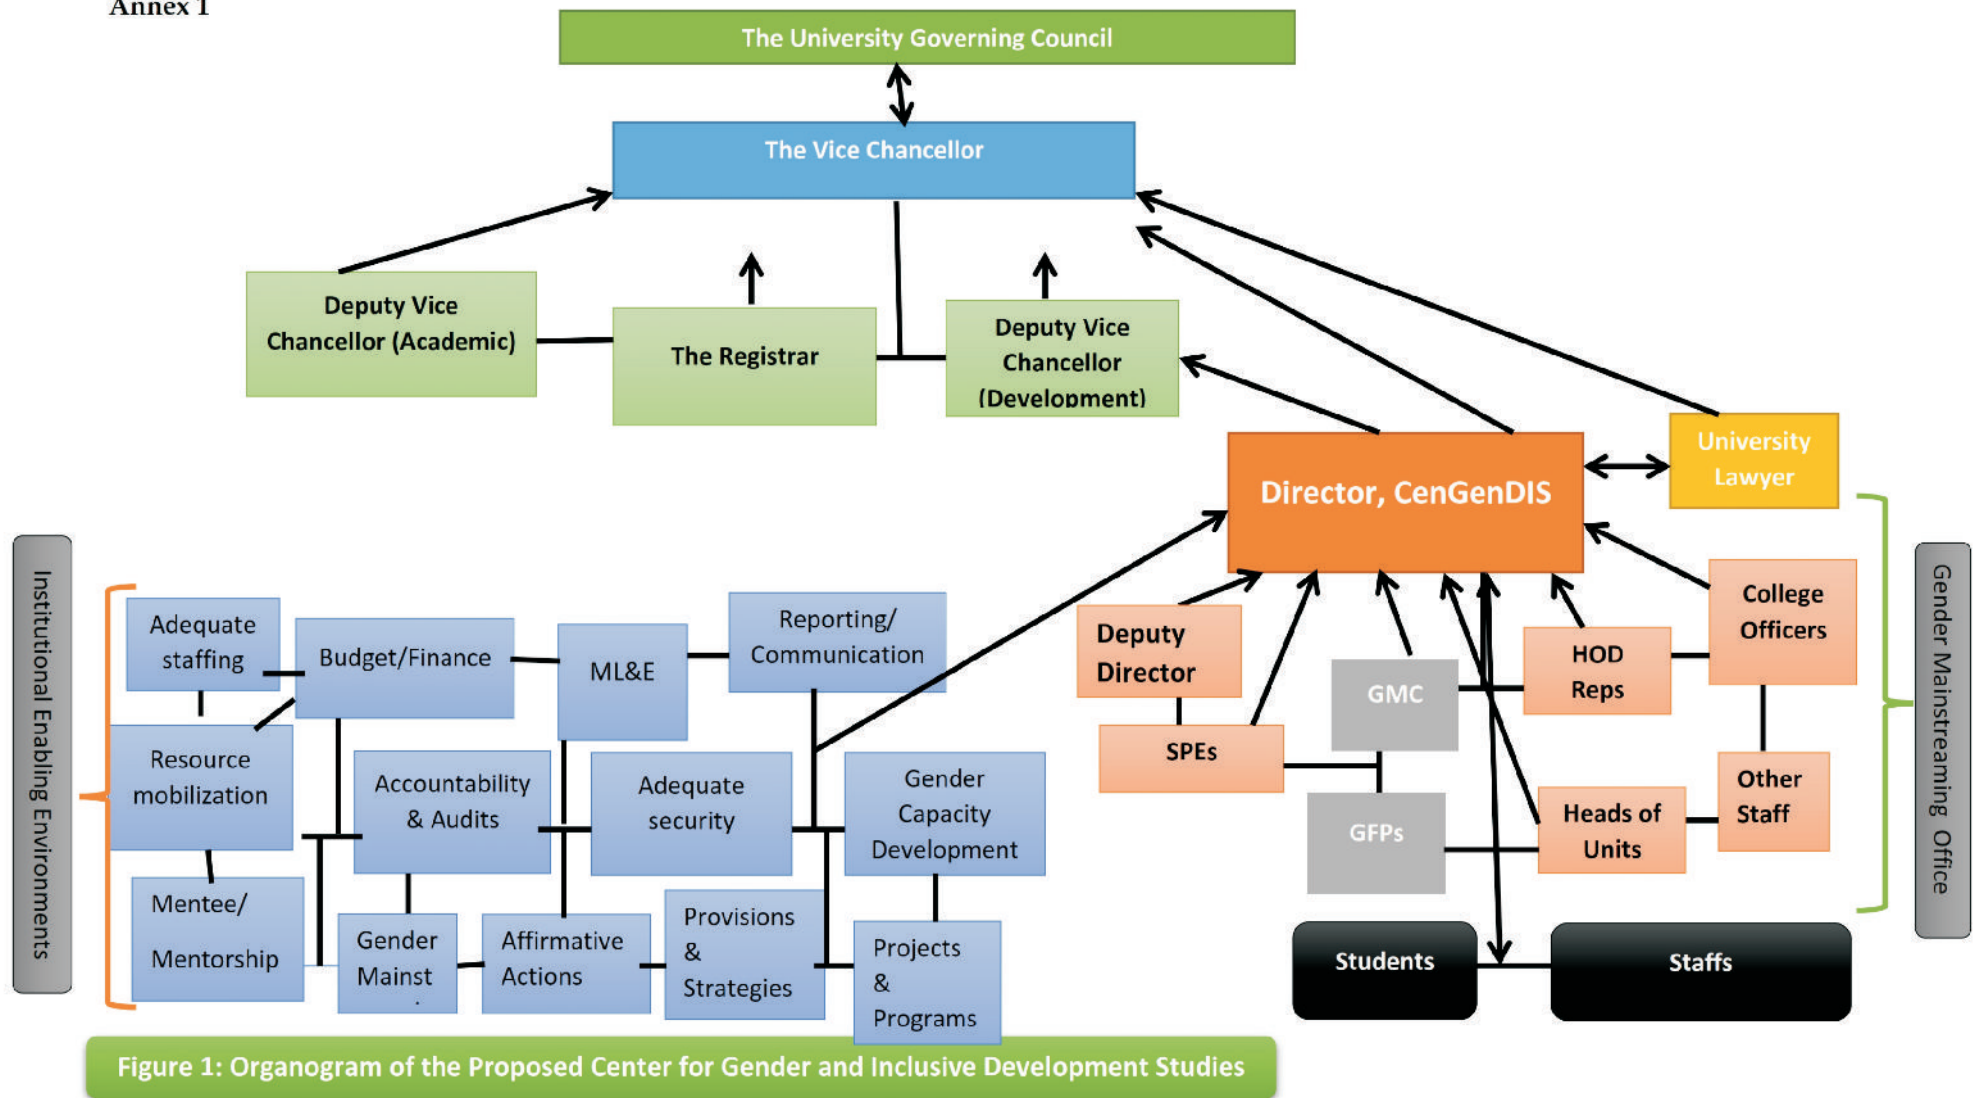 Annex 1
The University Governing Council
The Vice Chancellor
Deputy Vice
Chancellor (Academic)
The Registrar
Deputy Vice
Chancellor
(Development)
University
Lawyer
Director, CenGenDIS
Institutional Enabling Environments
Adequate
staffing
Budget/Finance
ML&E
Reporting/
Communication
Resource
mobilization
Accountability
& Audits
Adequate
security
Gender
Capacity
Development
Mentee/
Mentorship
Gender
Mainst
.
Affirmative
Actions
Provisions
&
Strategies
Projects
&
Programs
Deputy
Director
SPEs
GMC
GFPs
HOD
Reps
College
Officers
Heads of
Units
Other
Staff
Students
Staffs
Gender Mainstreaming Office
Figure 1: Organogram of the Proposed Center for Gender and Inclusive Development Studies